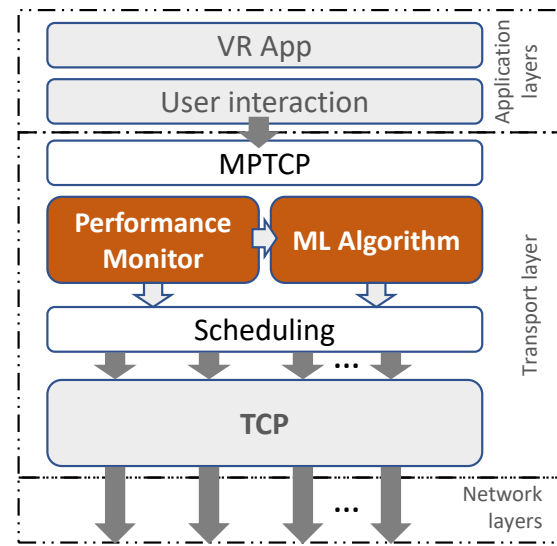 VR App
User interaction
Application
layers
MPTCP
Performance
Monitor
ML Algorithm
Scheduling
...
TCP
Transport layer
...
Network
layers